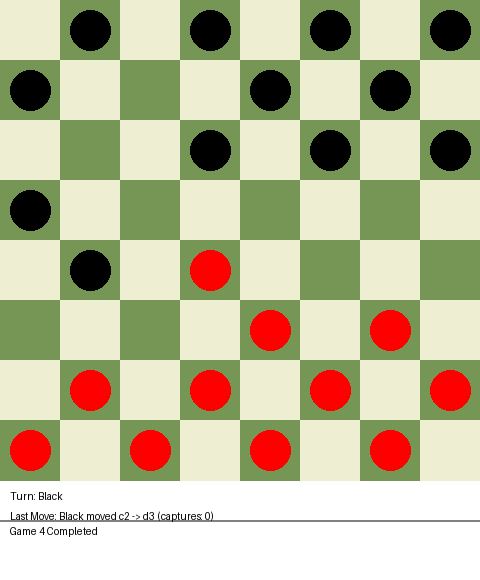 Turn: Black
Last Move: Black moved c2 -> d3 (captures: 0)
Game 4 Completed